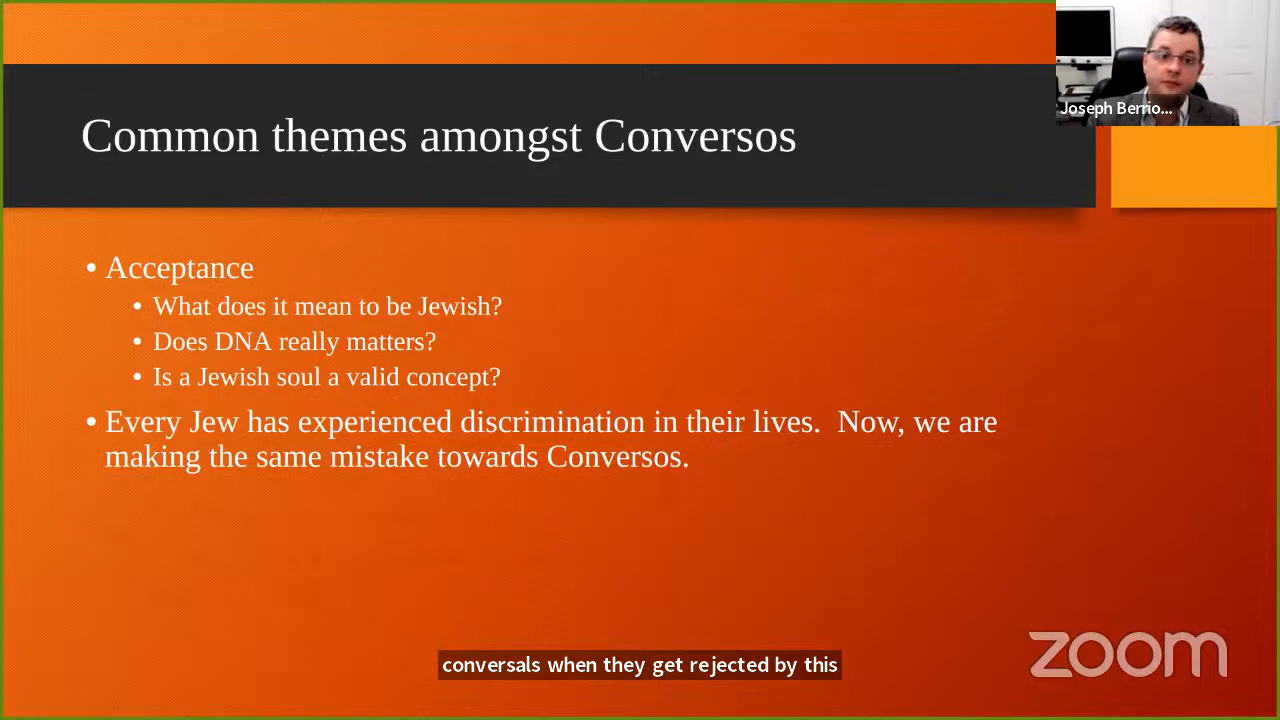 Joseph Berrio...
Common themes amongst Conversos
• Acceptance
• What does it mean to be Jewish?
• Does DNA really matters?
• Is a Jewish soul a valid concept?
• Every Jew has experienced discrimination in their lives.  Now, we are
making the same mistake towards Conversos.
conversals when they get rejected by this
zoom